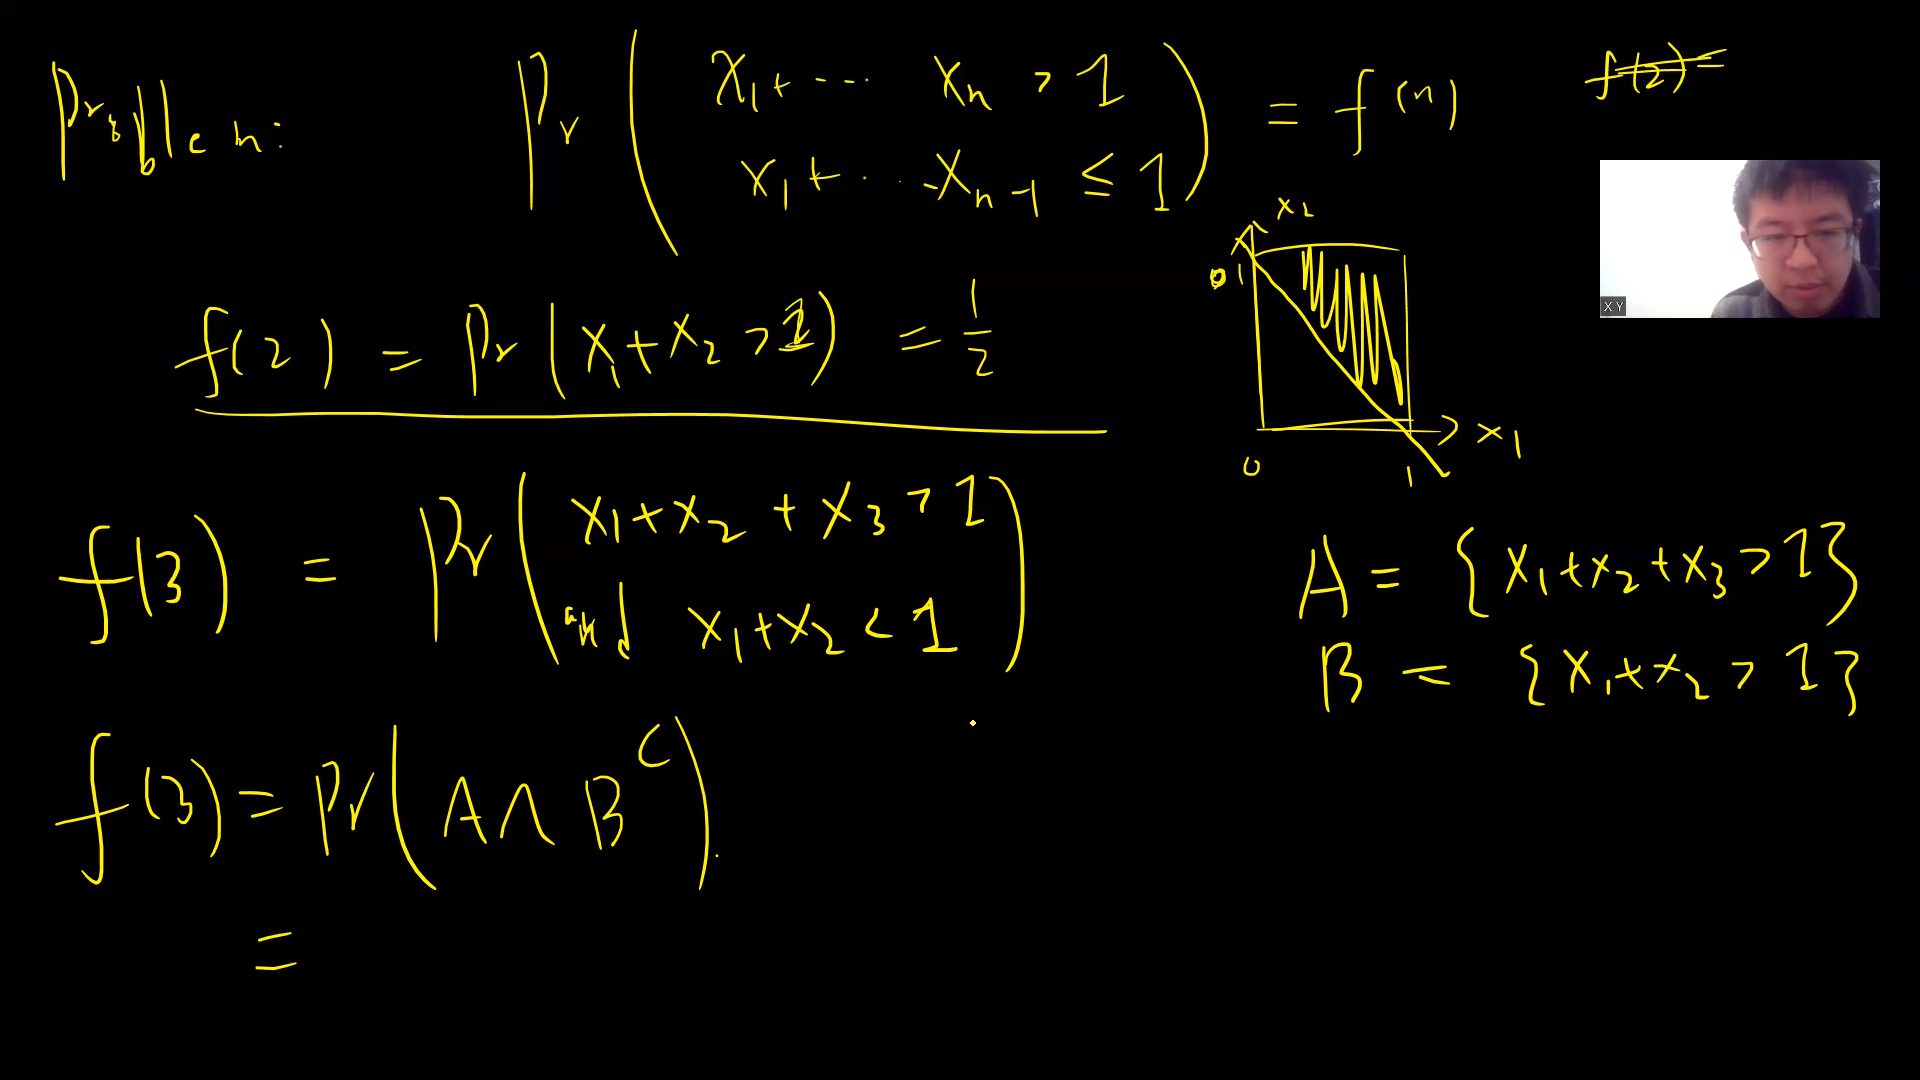 Problem:
Pr( x₁ + ⋯ xₙ > 1
x₁ + ⋯ xₙ₋₁ ≤ 1 ) = f(n)
f(2) =
x₂
0 1
X Y
f(2) = Pr(x₁ + x₂ > 1) = 1/2
x₁
0 1
f(3) = Pr( x₁ + x₂ + x₃ > 1
and x₁ + x₂ < 1 )
A = {x₁ + x₂ + x₃ > 1}
B = {x₁ + x₂ > 1}
f(3) = Pr(A ∩ Bᶜ).
=